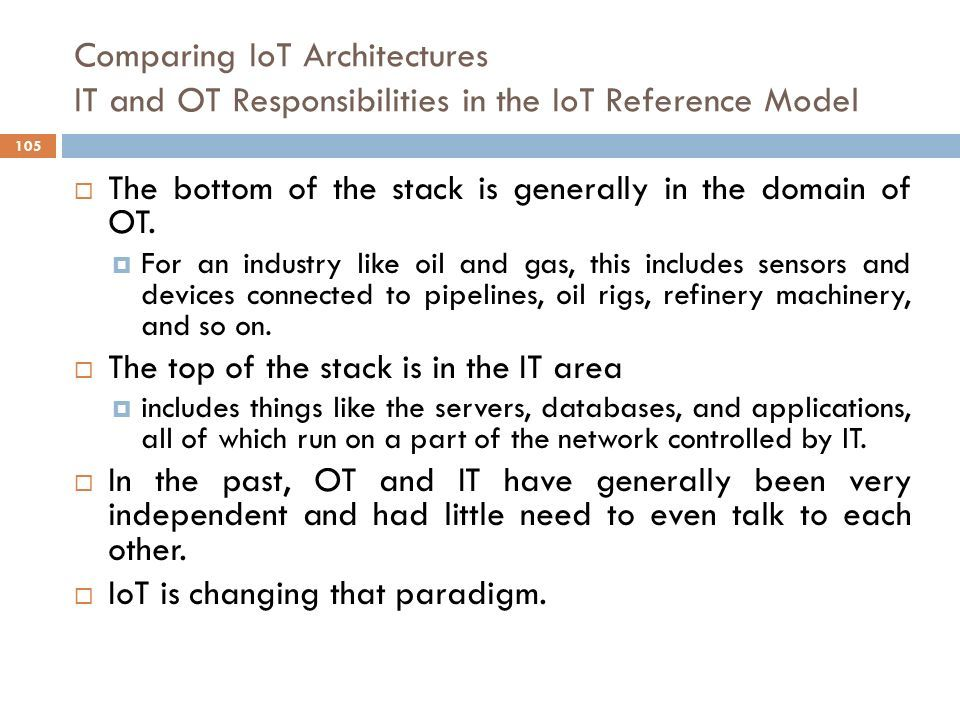 Comparing IoT Architectures
IT and OT Responsibilities in the IoT Reference Model
105
The bottom of the stack is generally in the domain of
OT.
For an industry like oil and gas, this includes sensors and
devices connected to pipelines, oil rigs, refinery machinery,
and so on.
The top of the stack is in the IT area
includes things like the servers, databases, and applications,
all of which run on a part of the network controlled by IT.
In the past, OT and IT have generally been very
independent and had little need to even talk to each
other.
IoT is changing that paradigm.